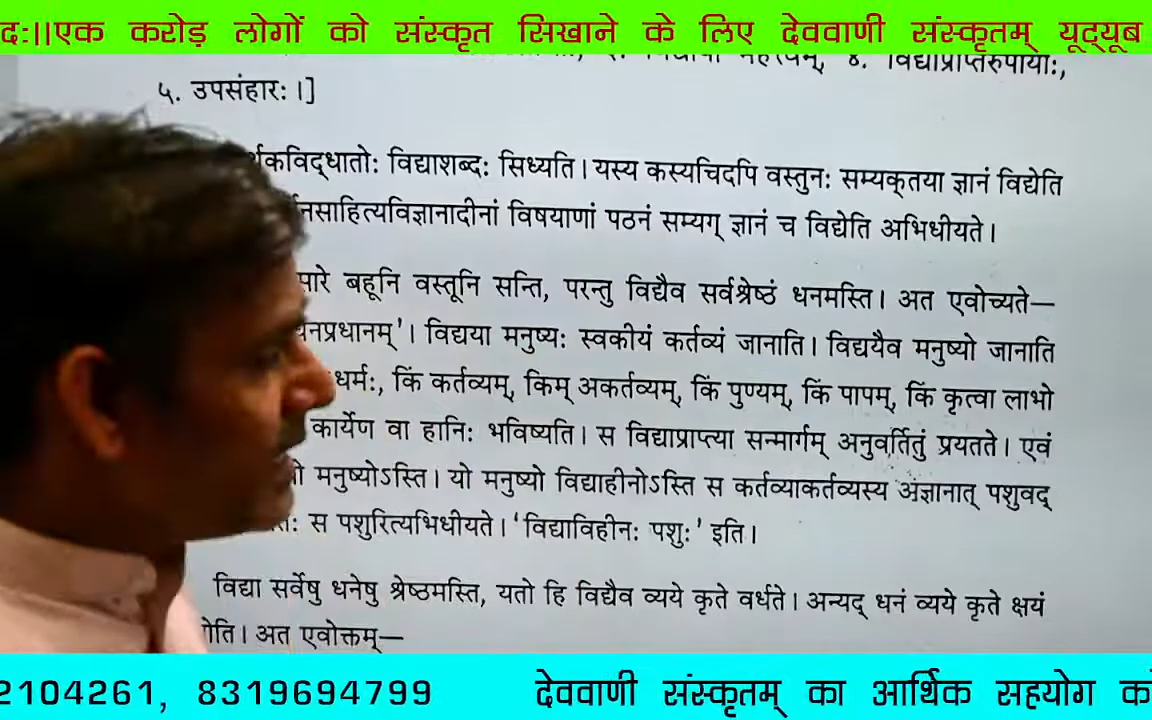 दः।।एक करोड़ लोगों को संस्कृत सिखाने के लिए देववाणी संस्कृतम् यूट्यूब
महत्त्वम्, ४. विद्याप्राप्तेरुपायाः,
५. उपसंहारः।]
र्थकविद्धातोः विद्याशब्दः सिध्यति। यस्य कस्यचिदपि वस्तुनः सम्यक्‌तया ज्ञानं विद्येति
नसाहित्यविज्ञानादीनां विषयाणां पठनं सम्यग् ज्ञानं च विद्येति अभिधीयते।
सारे बहूनि वस्तूनि सन्ति, परन्तु विद्यैव सर्वश्रेष्ठं धनमस्ति। अत एवोच्यते—
धनप्रधानम्'। विद्यया मनुष्यः स्वकीयं कर्तव्यं जानाति। विद्ययैव मनुष्यो जानाति
धर्मः, किं कर्तव्यम्, किम् अकर्तव्यम्, किं पुण्यम्, किं पापम्, किं कृत्वा लाभो
कार्येण वा हानिः भविष्यति। स विद्याप्राप्त्या सन्मार्गम् अनुवर्तितुं प्रयतते। एवं
मनुष्योऽस्ति। यो मनुष्यो विद्याहीनोऽस्ति स कर्तव्याकर्तव्यस्य अज्ञानात् पशुवद्
स पशुरित्यभिधीयते। 'विद्याविहीनः पशुः' इति।
विद्या सर्वेषु धनेषु श्रेष्ठमस्ति, यतो हि विद्यैव व्यये कृते वर्धते। अन्यद् धनं व्यये कृते क्षयं
नोति। अत एवोक्तम्—
2104261, 8319694799 देववाणी संस्कृतम् का आर्थिक सहयोग क